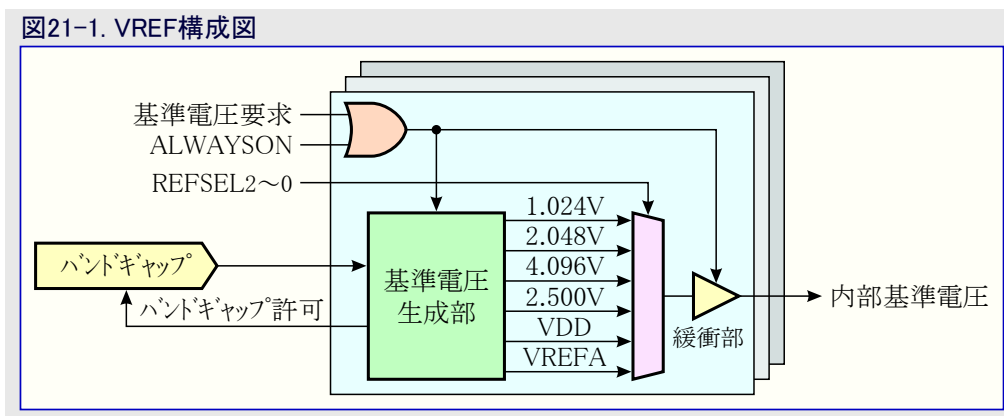 図21-1. VREF構成図
基準電圧要求
ALWAYSON
REFSEL2～0
1.024V
2.048V
4.096V
2.500V
VDD
VREFA
バンドギャップ
バンドギャップ許可
基準電圧
生成部
緩衝部
内部基準電圧